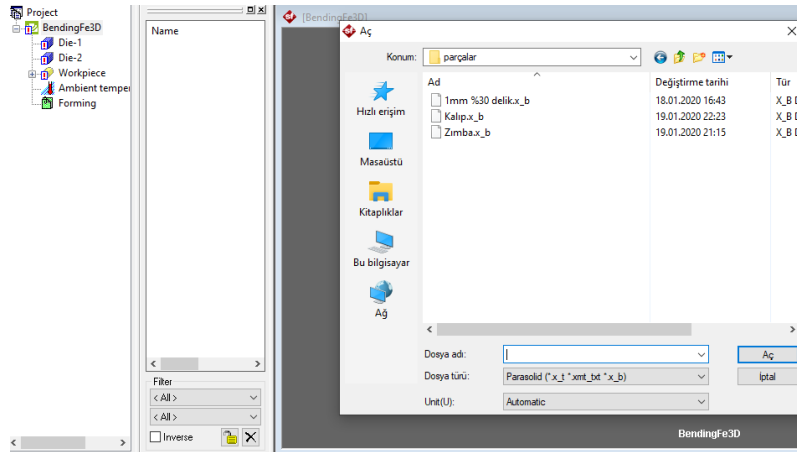 Project
BendingFe3D
Die-1
Die-2
Workpiece
Ambient temper
Forming
Name
Filter
< All >
< All >
Inverse
[BendingFe3D]
Aç
Konum:
parçalar
Ad
Değiştirme tarihi
Tür
1mm %30 delik.x_b
18.01.2020 16:43
X_B D
Kalıp.x_b
19.01.2020 22:23
X_B D
Zımba.x_b
19.01.2020 21:15
X_B D
Hızlı erişim
Masaüstü
Kitaplıklar
Bu bilgisayar
Ağ
Dosya adı:
Aç
Dosya türü:
Parasolid (*.x_t *.xmt_txt *.x_b)
İptal
Unit(U):
Automatic
BendingFe3D